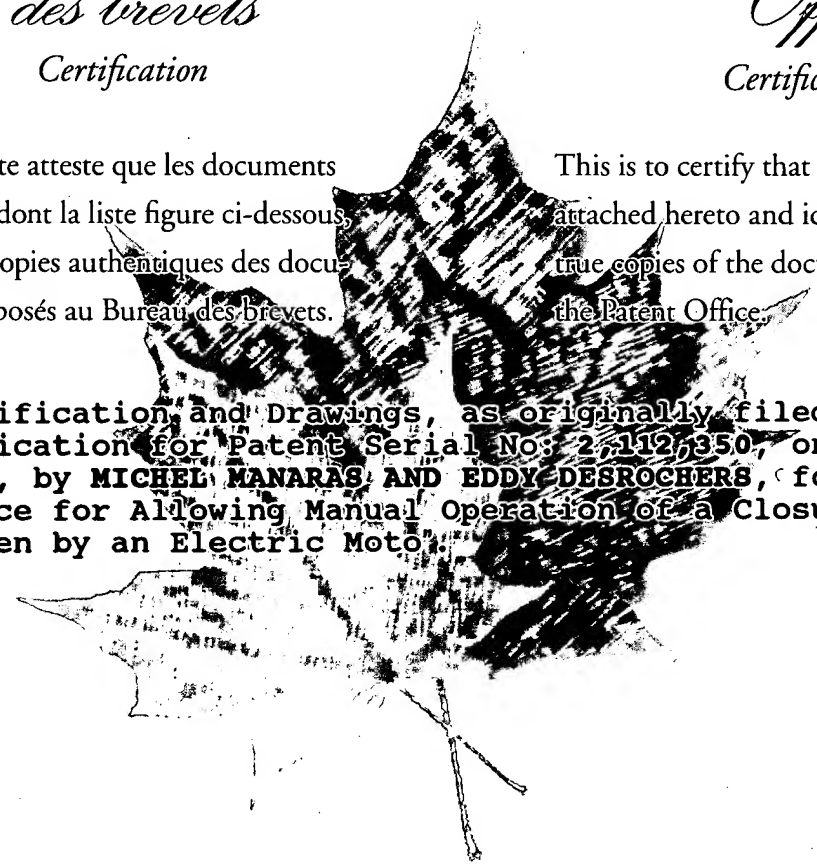 des brevets
Certification
te atteste que les documents
dont la liste figure ci-dessous,
opies authentiques des docu-
posés au Bureau des brevets.
Off
Certific
This is to certify that
attached hereto and id
true copies of the docu
the Patent Office.
ification and Drawings, as originally filed
ication for Patent Serial No: 2,112,350, on
, by MICHEL MANARAS AND EDDY DESROCHERS, fo
ce for Allowing Manual Operation of a Closu
en by an Electric Moto".